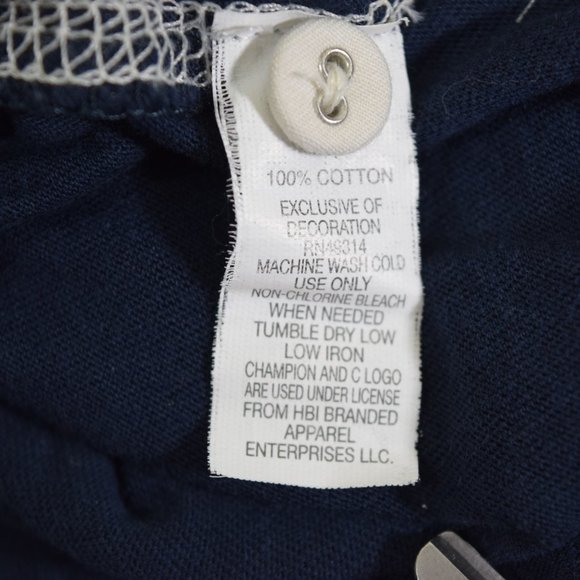 100% COTTON
EXCLUSIVE OF
DECORATION
RN46314
MACHINE WASH COLD
USE ONLY
NON-CHLORINE BLEACH
WHEN NEEDED
TUMBLE DRY LOW
LOW IRON
CHAMPION AND C LOGO
ARE USED UNDER LICENSE
FROM HBI BRANDED
APPAREL
ENTERPRISES LLC.